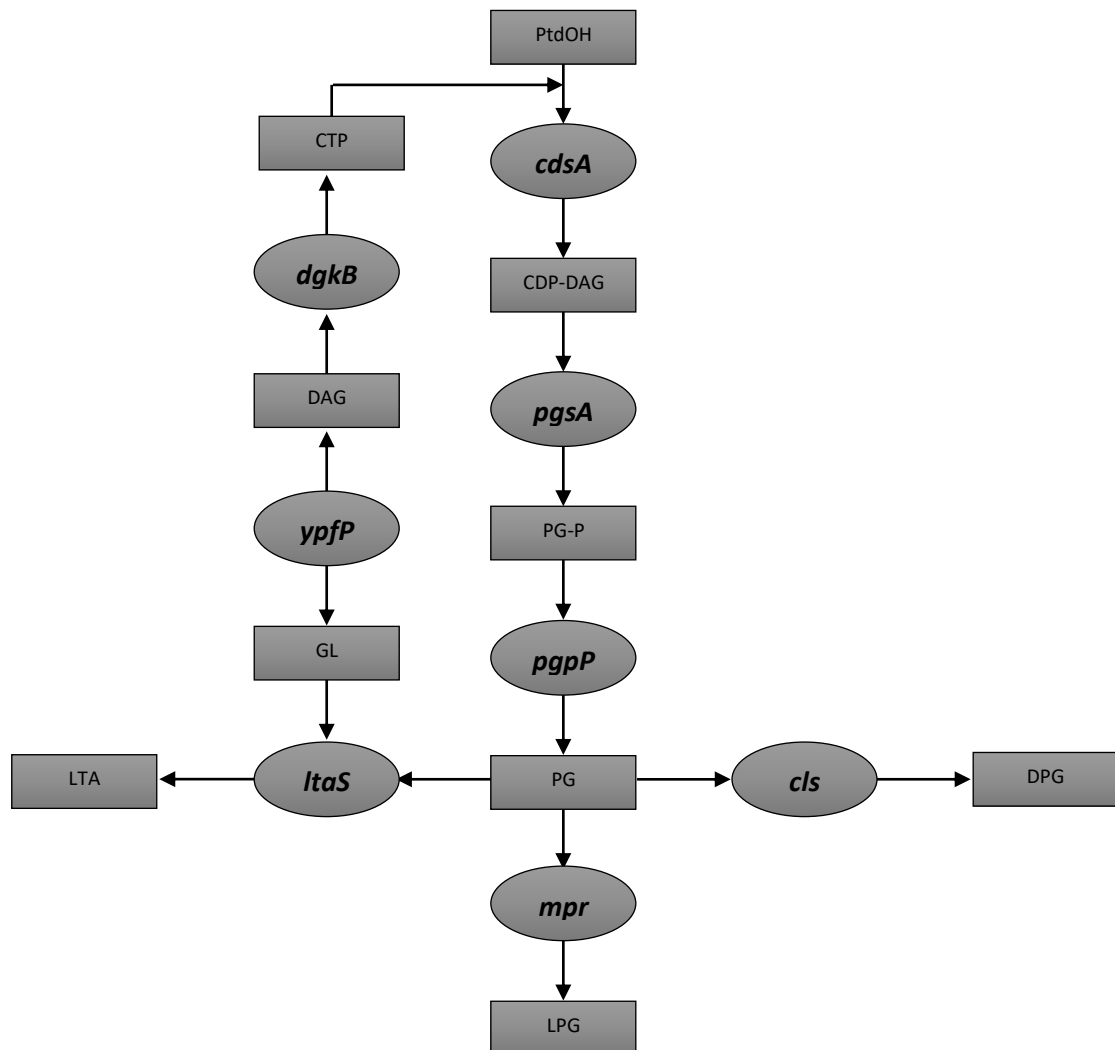 PtdOH
CTP
cdsA
dgkB
CDP-DAG
DAG
pgsA
ypfP
PG-P
GL
pgpP
LTA
ltaS
PG
cls
DPG
mpr
LPG